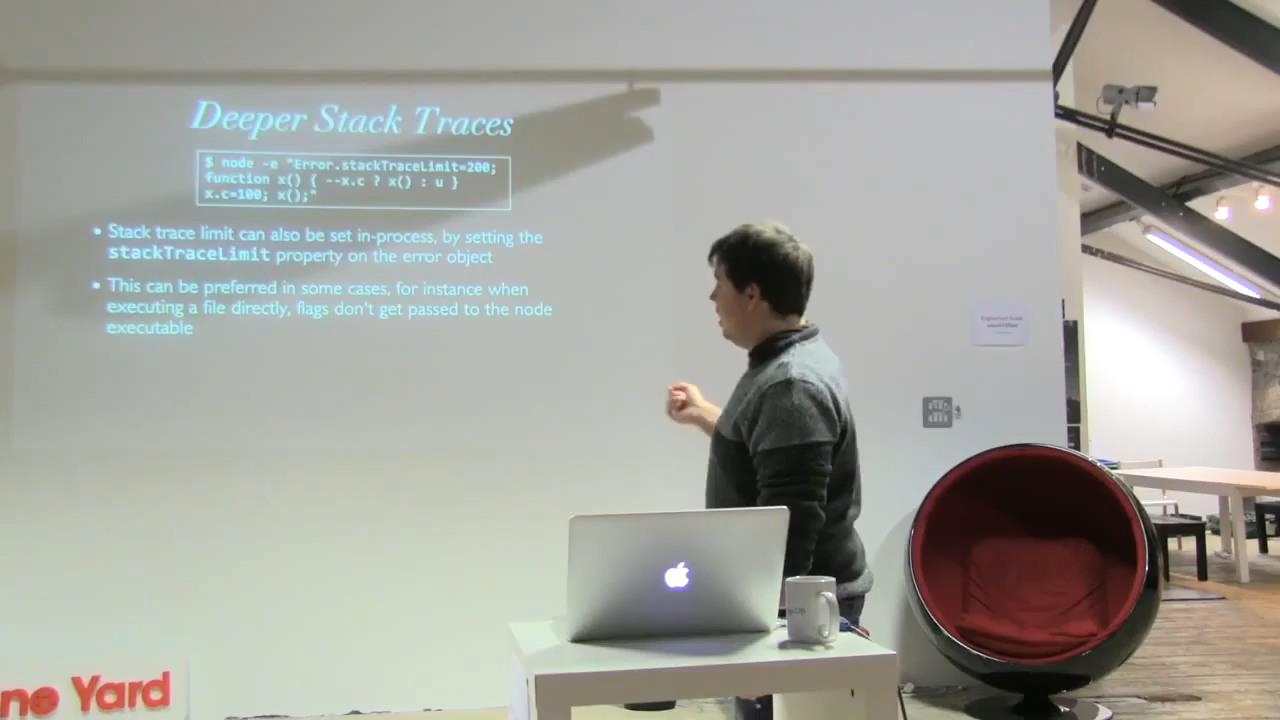 Deeper Stack Traces
$ node -e "Error.stackTraceLimit=200;
function x() { --x.c ? x() : u }
x.c=100; x();"
• Stack trace limit can also be set in-process, by setting the
stackTraceLimit property on the error object
• This can be preferred in some cases, for instance when
executing a file directly, flags don't get passed to the node
executable
ne Yard